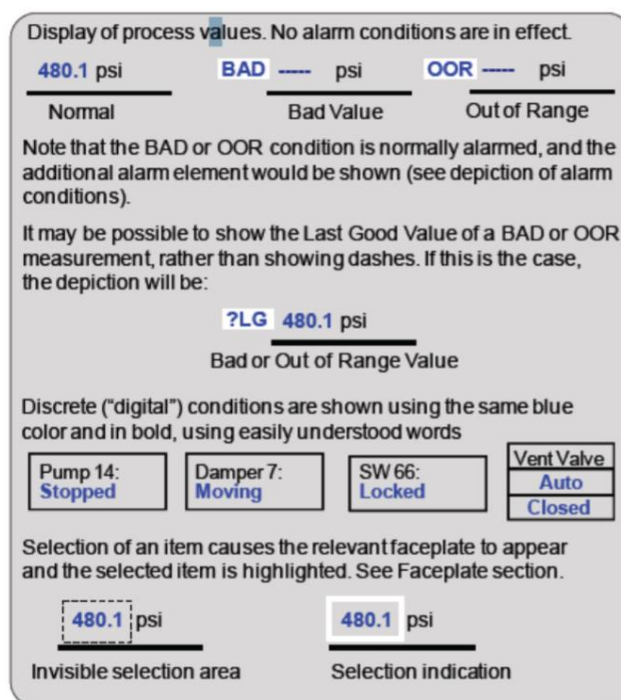 Display of process values. No alarm conditions are in effect.
480.1 psi BAD ----- psi OOR ----- psi
Normal Bad Value Out of Range
Note that the BAD or OOR condition is normally alarmed, and the
additional alarm element would be shown (see depiction of alarm
conditions).
It may be possible to show the Last Good Value of a BAD or OOR
measurement, rather than showing dashes. If this is the case,
the depiction will be:
?LG 480.1 psi
Bad or Out of Range Value
Discrete ("digital") conditions are shown using the same blue
color and in bold, using easily understood words
Pump 14:
Stopped
Damper 7:
Moving
SW 66:
Locked
Vent Valve
Auto
Closed
Selection of an item causes the relevant faceplate to appear
and the selected item is highlighted. See Faceplate section.
480.1 psi 480.1 psi
Invisible selection area Selection indication